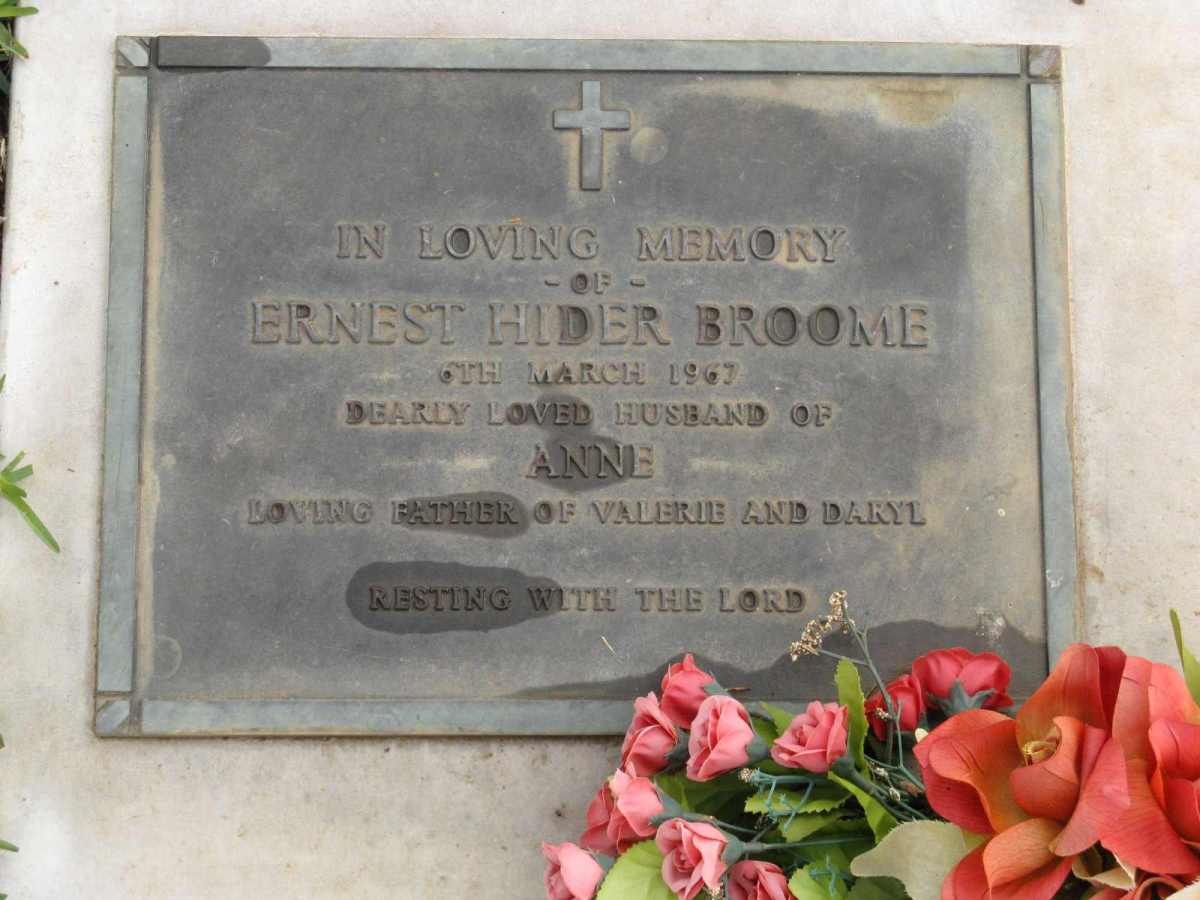 IN LOVING MEMORY
- OF -
ERNEST HIDER BROOME
6TH MARCH 1967
DEARLY LOVED HUSBAND OF
ANNE
LOVING FATHER OF VALERIE AND DARYL
RESTING WITH THE LORD